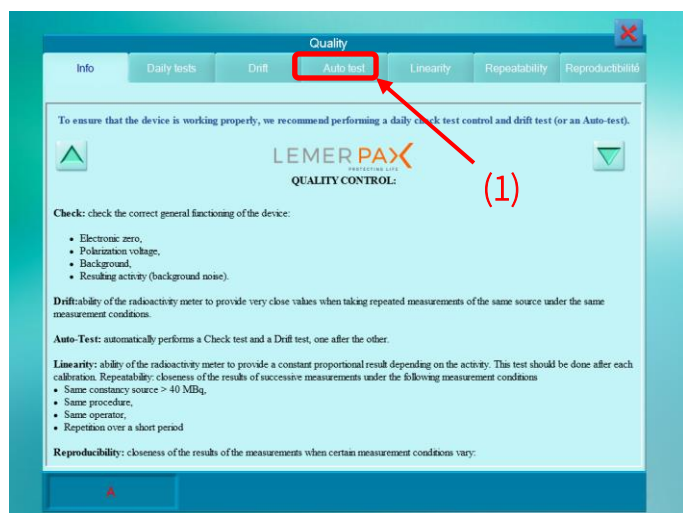 Quality
Info Daily tests Drift Auto test Linearity Repeatability Reproductibilité
To ensure that the device is working properly, we recommend performing a daily check test control and drift test (or an Auto-test).
LEMER PAX
PROTECTING LIFE
QUALITY CONTROL:
(1)
Check: check the correct general functioning of the device:
• Electronic zero,
• Polarization voltage,
• Background,
• Resulting activity (background noise).
Drift:ability of the radioactivity meter to provide very close values when taking repeated measurements of the same source under the same
measurement conditions.
Auto-Test: automatically performs a Check test and a Drift test, one after the other.
Linearity: ability of the radioactivity meter to provide a constant proportional result depending on the activity. This test should be done after each
calibration. Repeatability: closeness of the results of successive measurements under the following measurement conditions
• Same constancy source > 40 MBq,
• Same procedure,
• Same operator,
• Repetition over a short period
Reproducibility: closeness of the results of the measurements when certain measurement conditions vary:
A